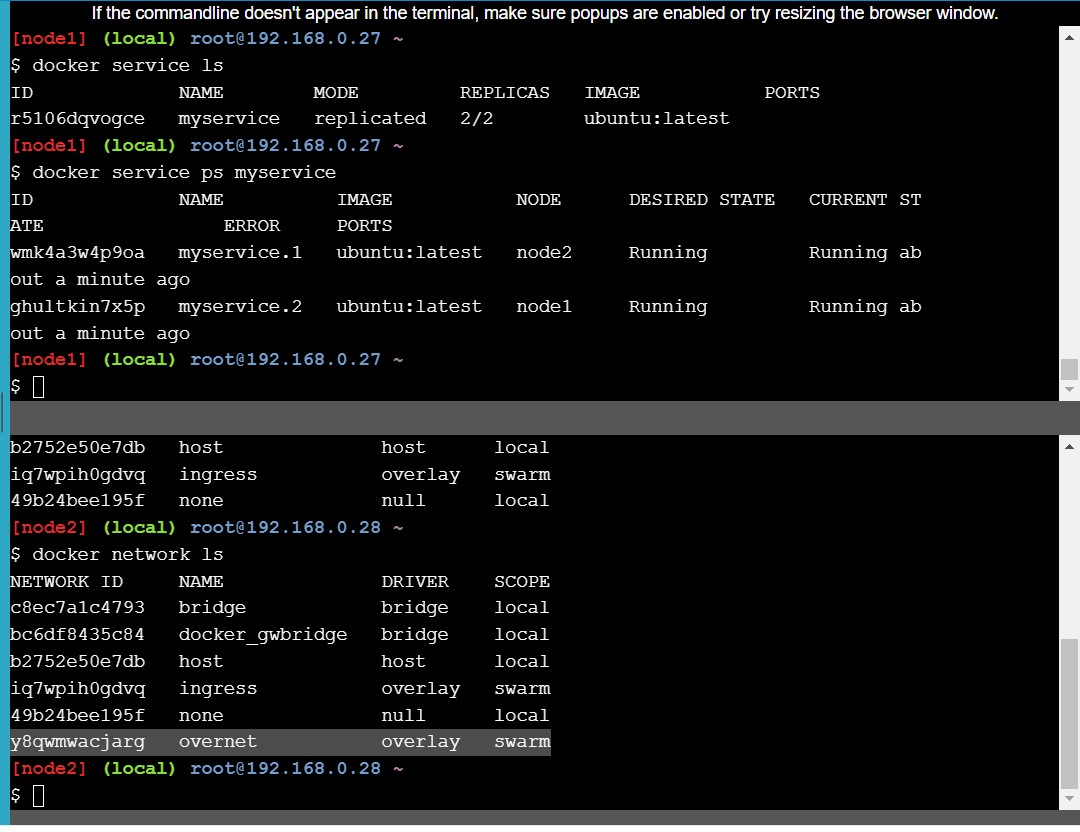 If the commandline doesn't appear in the terminal, make sure popups are enabled or try resizing the browser window.
[node1] (local) root@192.168.0.27 ~
$ docker service ls
ID NAME MODE REPLICAS IMAGE PORTS
r5106dqvogce myservice replicated 2/2 ubuntu:latest
[node1] (local) root@192.168.0.27 ~
$ docker service ps myservice
ID NAME IMAGE NODE DESIRED STATE CURRENT ST
ATE ERROR PORTS
wmk4a3w4p9oa myservice.1 ubuntu:latest node2 Running Running ab
out a minute ago
ghultkin7x5p myservice.2 ubuntu:latest node1 Running Running ab
out a minute ago
[node1] (local) root@192.168.0.27 ~
$
b2752e50e7db host host local
iq7wpih0gdvq ingress overlay swarm
49b24bee195f none null local
[node2] (local) root@192.168.0.28 ~
$ docker network ls
NETWORK ID NAME DRIVER SCOPE
c8ec7a1c4793 bridge bridge local
bc6df8435c84 docker_gwbridge bridge local
b2752e50e7db host host local
iq7wpih0gdvq ingress overlay swarm
49b24bee195f none null local
y8qwmwacjarg overnet overlay swarm
[node2] (local) root@192.168.0.28 ~
$